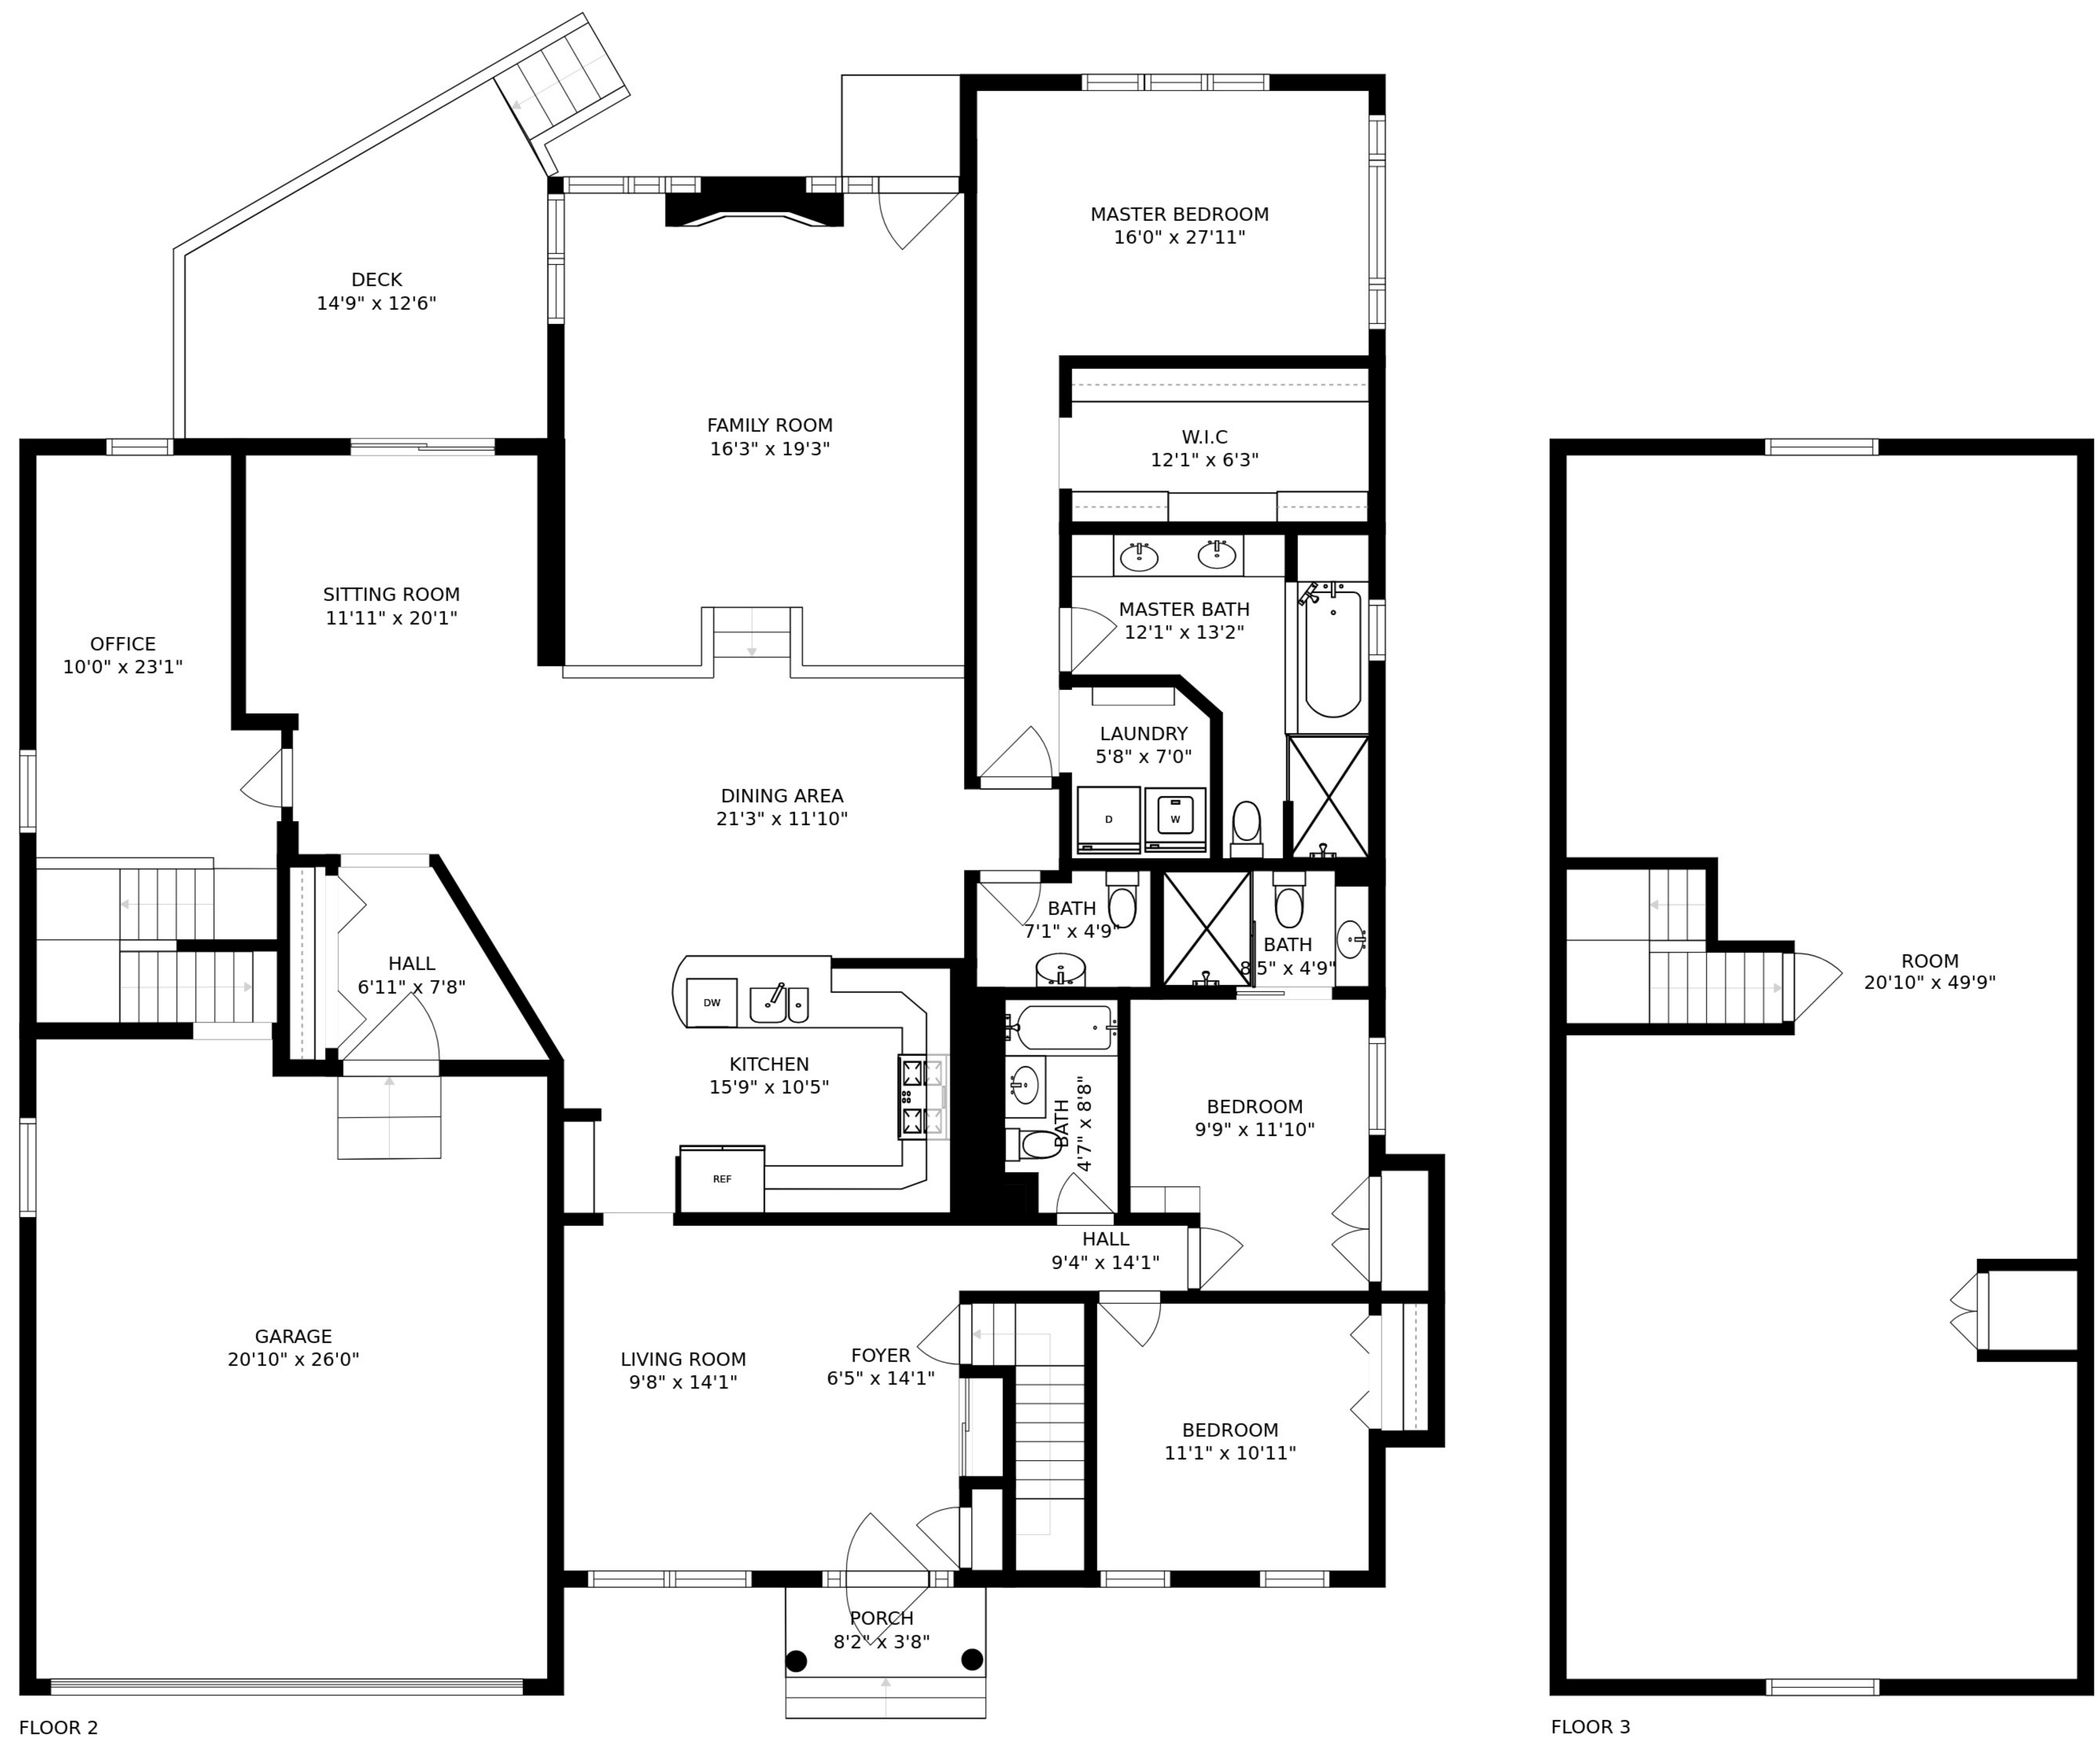 MASTER BEDROOM
16'0" x 27'11"
DECK
14'9" x 12'6"
FAMILY ROOM
16'3" x 19'3"
W.I.C
12'1" x 6'3"
SITTING ROOM
11'11" x 20'1"
MASTER BATH
12'1" x 13'2"
OFFICE
10'0" x 23'1"
LAUNDRY
5'8" x 7'0"
D
W
DINING AREA
21'3" x 11'10"
BATH
7'1" x 4'9"
BATH
8'5" x 4'9"
HALL
6'11" x 7'8"
DW
KITCHEN
15'9" x 10'5"
REF
BATH
4'7" x 8'8"
BEDROOM
9'9" x 11'10"
HALL
9'4" x 14'1"
GARAGE
20'10" x 26'0"
LIVING ROOM
9'8" x 14'1"
FOYER
6'5" x 14'1"
BEDROOM
11'1" x 10'11"
PORCH
8'2" x 3'8"
FLOOR 2
ROOM
20'10" x 49'9"
FLOOR 3